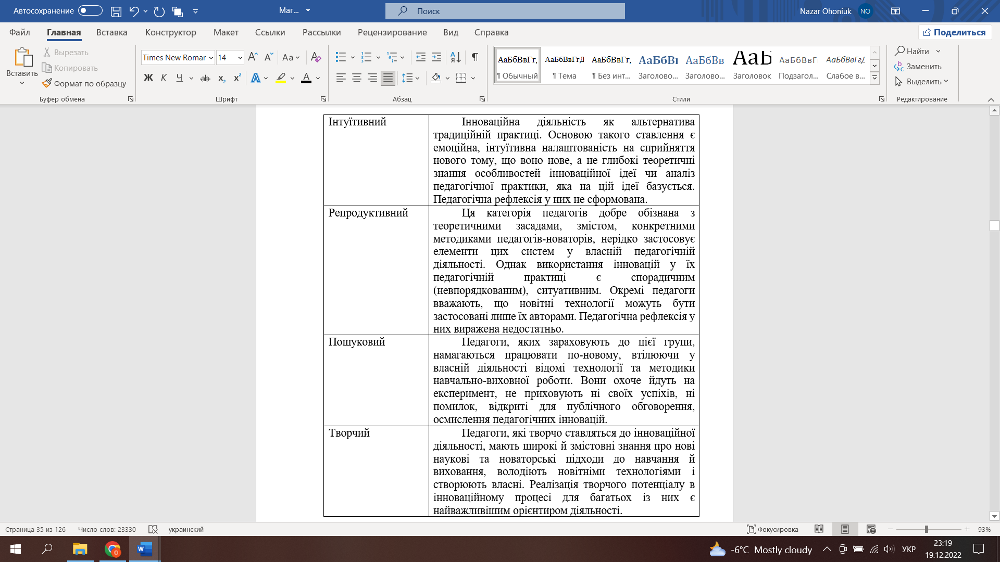 Автосохранение
Маг...
Поиск
Nazar Ohoniuk
NO
Файл
Главная
Вставка
Конструктор
Макет
Ссылки
Рассылки
Рецензирование
Вид
Справка
Поделиться
Вставить
Вырезать
Копировать
Формат по образцу
Буфер обмена
Times New Romar
14
Aa
Ж К Ч ab x₂ x² A A
Шрифт
Абзац
АаБбВвГг,
¶ Обычный
АаБбВвГгД
¶ Тема
АаБбВвГг,
¶ Без инт...
АаБбВı
Заголово...
АаБбВв
Заголово...
АаБ
Заголовок
АаБбВвГı
Подзагол...
АаБбВвГгД
Слабое в...
Стили
Найти
Заменить
Выделить
Редактирование
Інтуїтивний
Інноваційна діяльність як альтернатива
традиційній практиці. Основою такого ставлення є
емоційна, інтуїтивна налаштованість на сприйняття
нового тому, що воно нове, а не глибокі теоретичні
знання особливостей інноваційної ідеї чи аналіз
педагогічної практики, яка на цій ідеї базується.
Педагогічна рефлексія у них не сформована.
Репродуктивний
Ця категорія педагогів добре обізнана з
теоретичними засадами, змістом, конкретними
методиками педагогів-новаторів, нерідко застосовує
елементи цих систем у власній педагогічній
діяльності. Однак використання інновацій у їх
педагогічній практиці є спорадичним
(невпорядкованим), ситуативним. Окремі педагоги
вважають, що новітні технології можуть бути
застосовані лише їх авторами. Педагогічна рефлексія у
них виражена недостатньо.
Пошуковий
Педагоги, яких зараховують до цієї групи,
намагаються працювати по-новому, втілюючи у
власній діяльності відомі технології та методики
навчально-виховної роботи. Вони охоче йдуть на
експеримент, не приховують ні своїх успіхів, ні
помилок, відкриті для публічного обговорення,
осмислення педагогічних інновацій.
Творчий
Педагоги, які творчо ставляться до інноваційної
діяльності, мають широкі й змістовні знання про нові
наукові та новаторські підходи до навчання й
виховання, володіють новітніми технологіями і
створюють власні. Реалізація творчого потенціалу в
інноваційному процесі для багатьох із них є
найважливішим орієнтиром діяльності.
Страница 35 из 126
Число слов: 23330
украинский
Фокусировка
93%
-6°C Mostly cloudy
УКР
23:19
19.12.2022